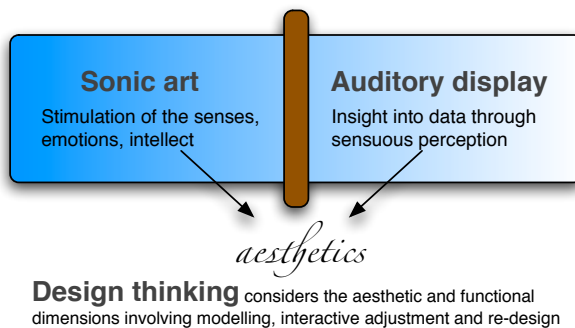 Sonic art
Stimulation of the senses,
emotions, intellect
Auditory display
Insight into data through
sensuous perception
aesthetics
Design thinking considers the aesthetic and functional
dimensions involving modelling, interactive adjustment and re-design